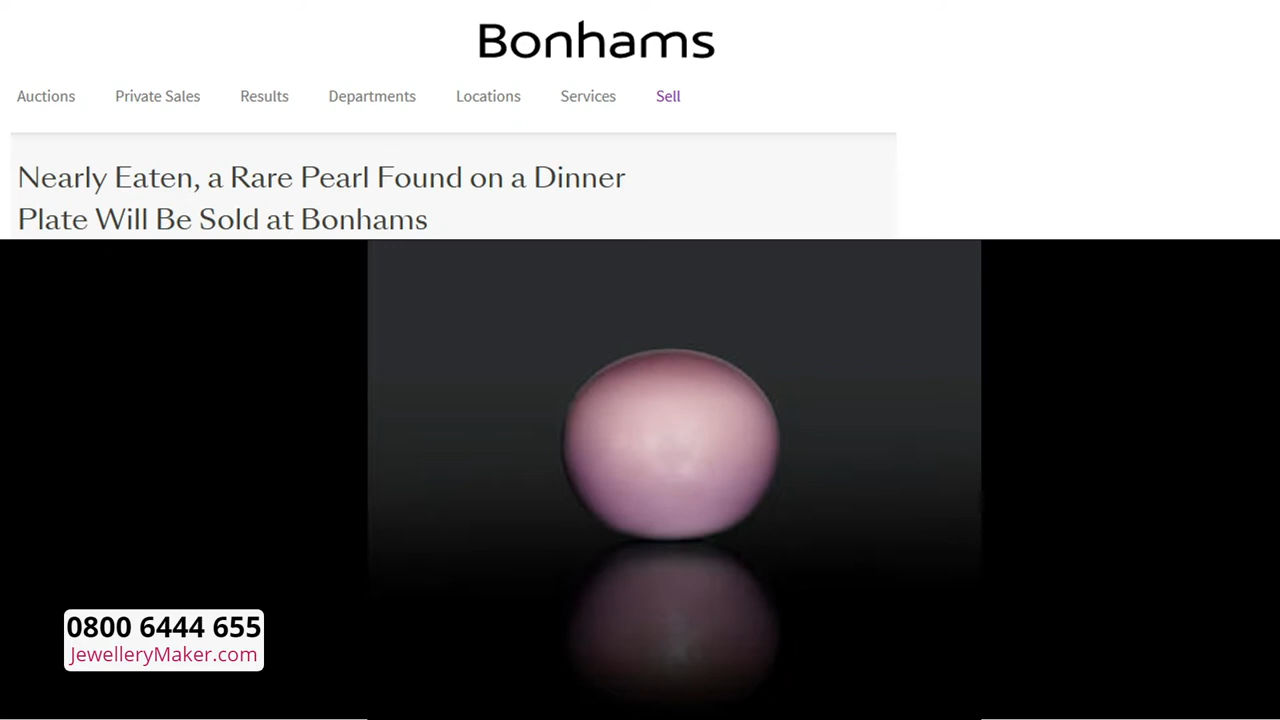 Bonhams
Auctions Private Sales Results Departments Locations Services Sell
Nearly Eaten, a Rare Pearl Found on a Dinner
Plate Will Be Sold at Bonhams
0800 6444 655
JewelleryMaker.com